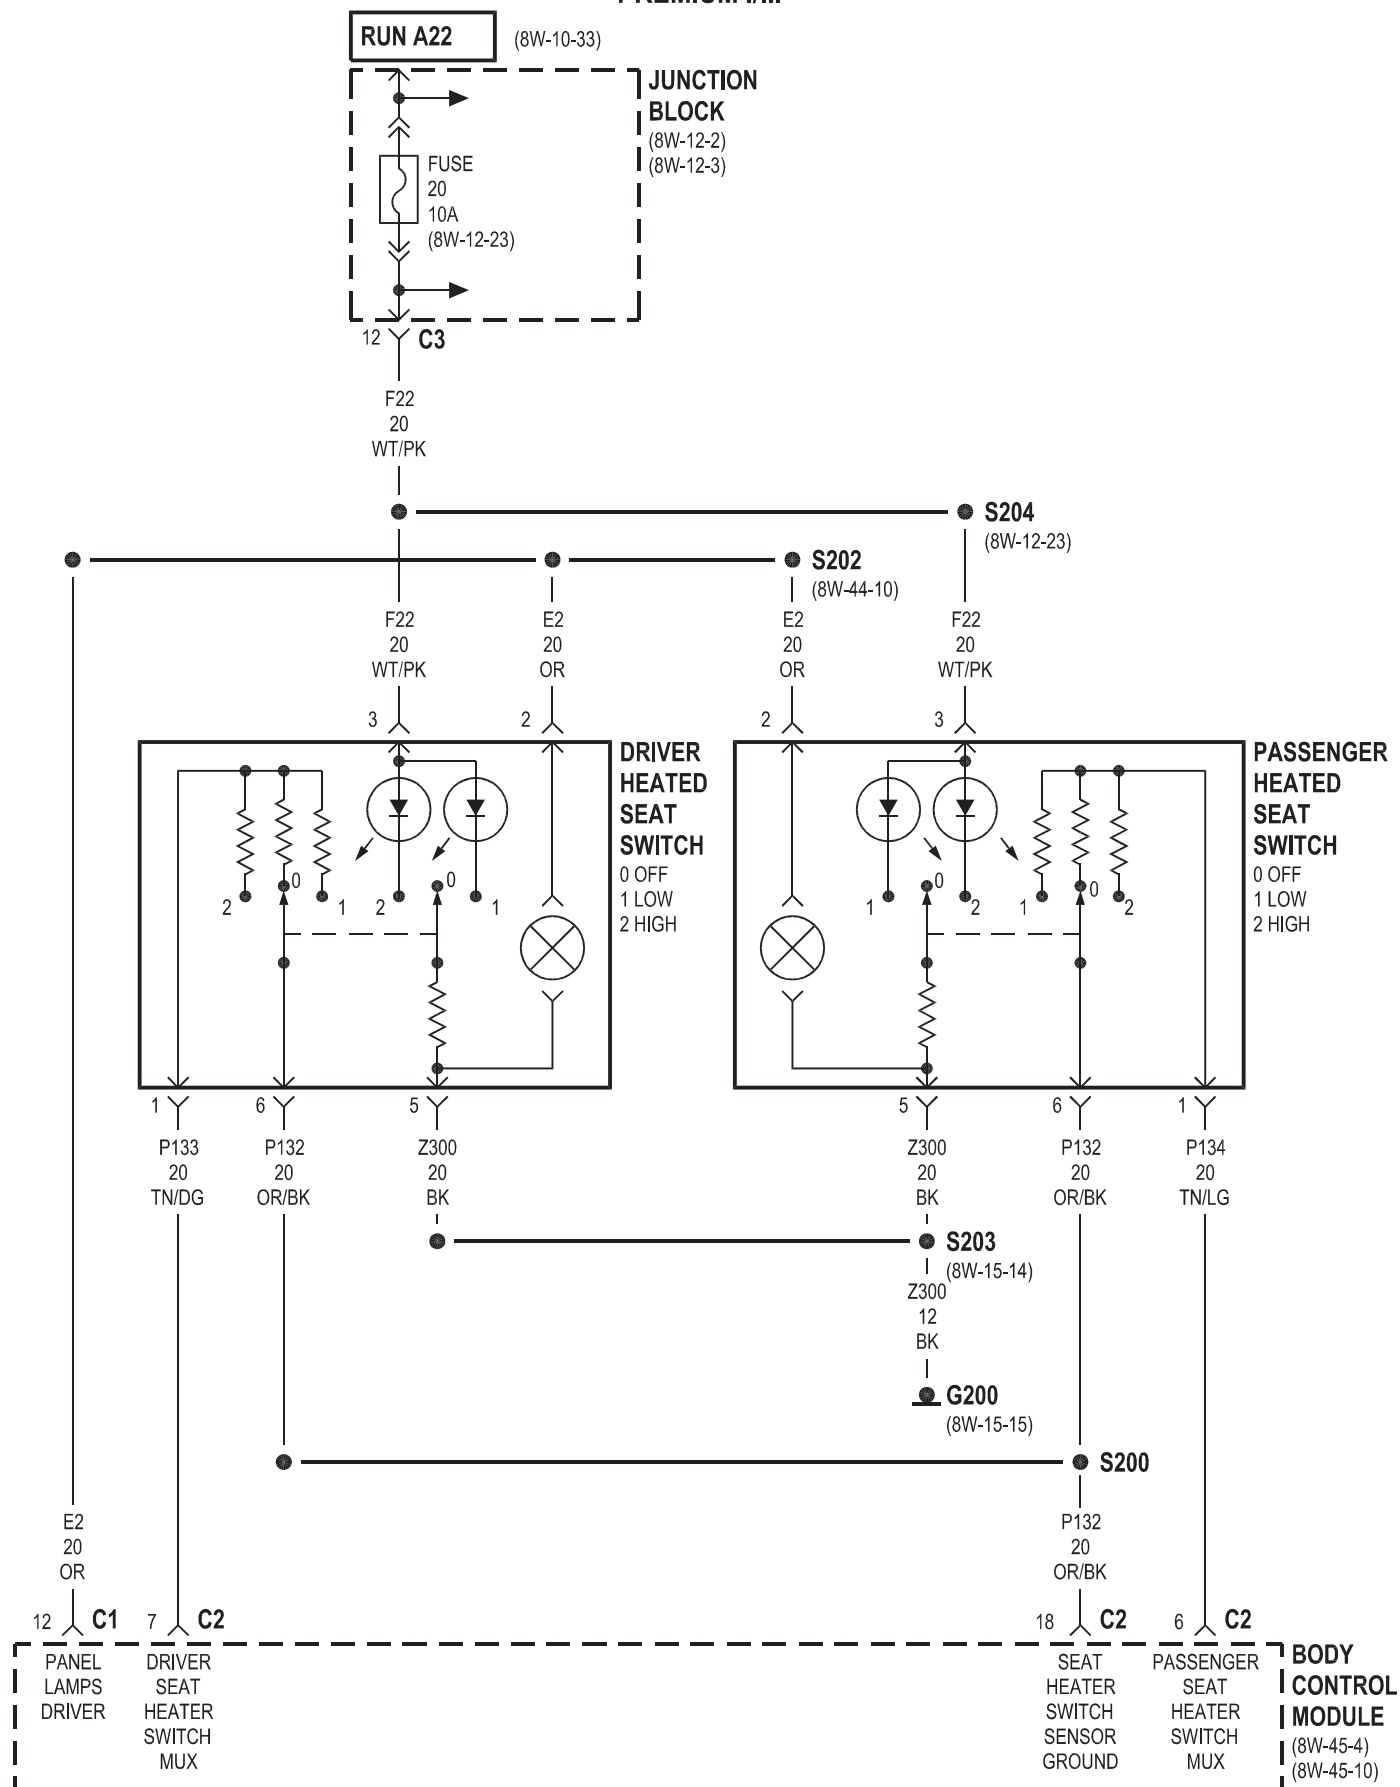 RUN A22
(8W-10-33)
JUNCTION
BLOCK
(8W-12-2)
(8W-12-3)
FUSE
20
10A
(8W-12-23)
12
C3
F22
20
WT/PK
S204
(8W-12-23)
S202
(8W-44-10)
F22
20
WT/PK
E2
20
OR
E2
20
OR
F22
20
WT/PK
3
2
2
3
DRIVER
HEATED
SEAT
SWITCH
0 OFF
1 LOW
2 HIGH
PASSENGER
HEATED
SEAT
SWITCH
0 OFF
1 LOW
2 HIGH
2
0
1
2
0
1
1
0
2
1
0
2
1
6
5
5
6
1
P133
20
TN/DG
P132
20
OR/BK
Z300
20
BK
Z300
20
BK
P132
20
OR/BK
P134
20
TN/LG
S203
(8W-15-14)
Z300
12
BK
G200
(8W-15-15)
S200
E2
20
OR
P132
20
OR/BK
12
C1
7
C2
18
C2
6
C2
PANEL
LAMPS
DRIVER
DRIVER
SEAT
HEATER
SWITCH
MUX
SEAT
HEATER
SWITCH
SENSOR
GROUND
PASSENGER
SEAT
HEATER
SWITCH
MUX
BODY
CONTROL
MODULE
(8W-45-4)
(8W-45-10)